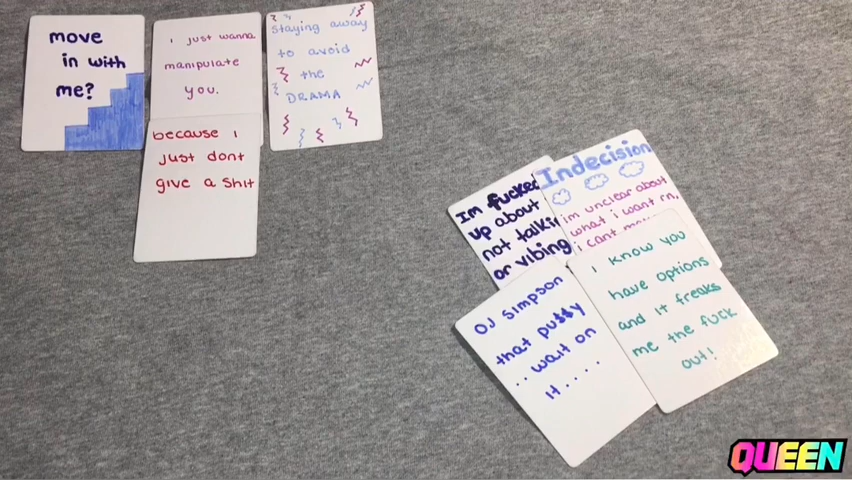 move
in with
me?
i just wanna
manipulate
you.
Staying away
to avoid
the
DRAMA
because i
just dont
give a shit
Im fucked
up about
not talki
or vibing
Indecision
im unclear about
what i want rn,
i cant
OJ Simpson
that pu$$y
.. wait on
it....
i know you
have options
and it freaks
me the fuck
out!
QUEEN